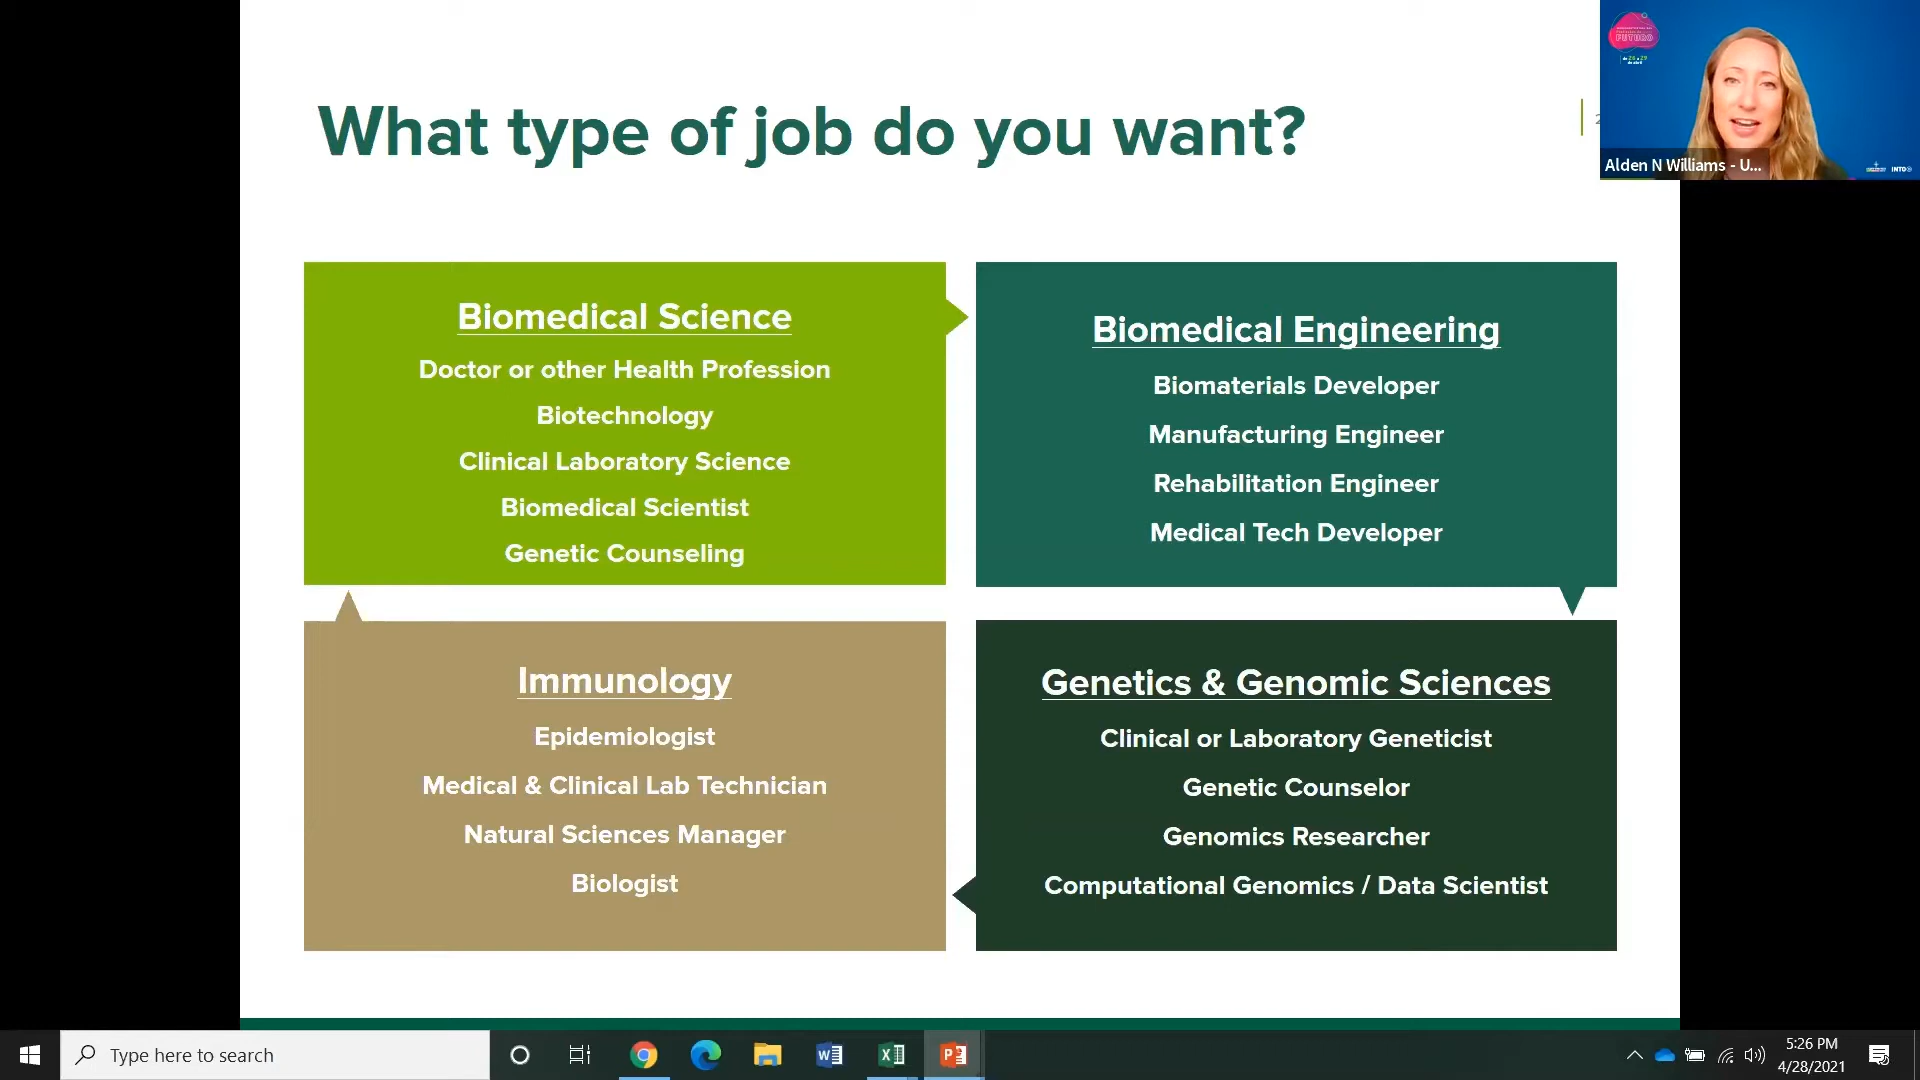 What type of job do you want?
FUTURO
Alden N Williams - U...
INTO
Biomedical Science
Doctor or other Health Profession
Biotechnology
Clinical Laboratory Science
Biomedical Scientist
Genetic Counseling
Biomedical Engineering
Biomaterials Developer
Manufacturing Engineer
Rehabilitation Engineer
Medical Tech Developer
Immunology
Epidemiologist
Medical & Clinical Lab Technician
Natural Sciences Manager
Biologist
Genetics & Genomic Sciences
Clinical or Laboratory Geneticist
Genetic Counselor
Genomics Researcher
Computational Genomics / Data Scientist
Type here to search
5:26 PM
4/28/2021